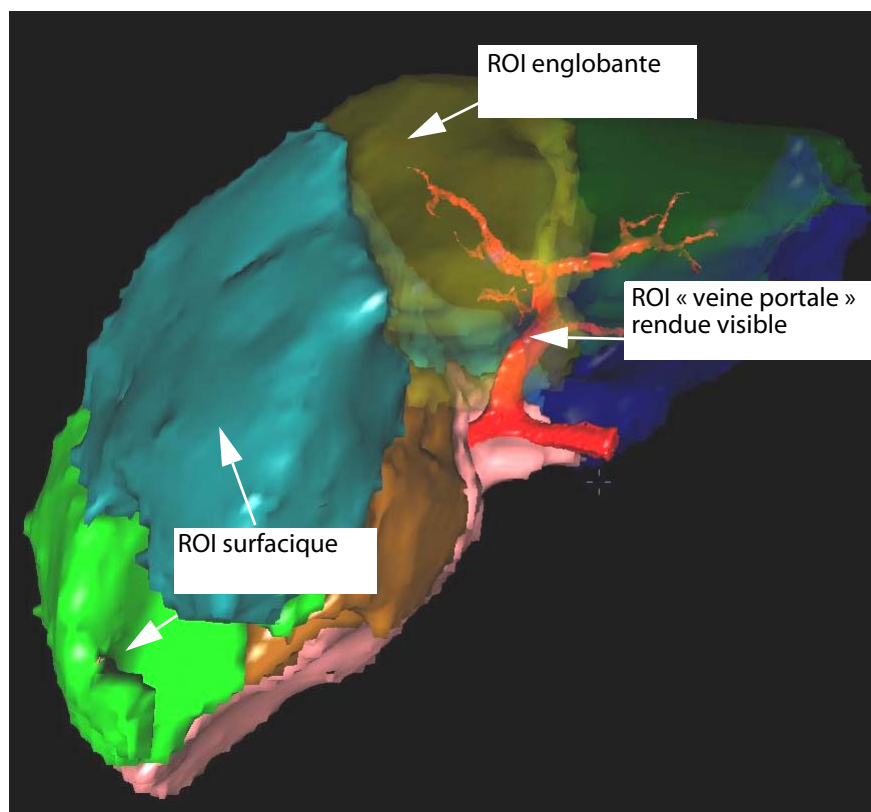 ROI englobante
ROI « veine portale »
rendue visible
ROI surfacique